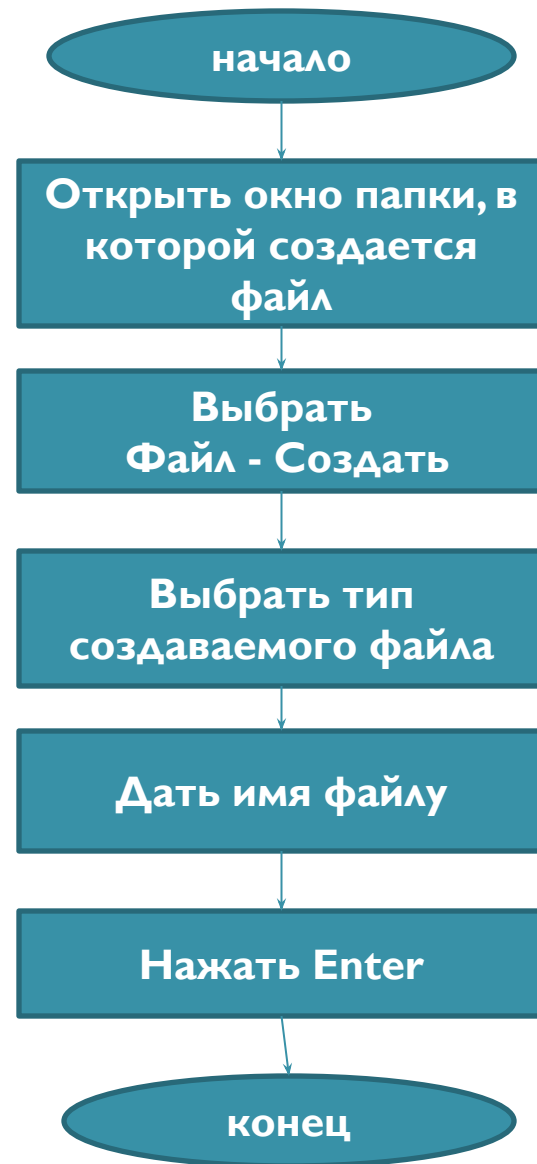 начало
Открыть окно папки, в
которой создается
файл
Выбрать
Файл - Создать
Выбрать тип
создаваемого файла
Дать имя файлу
Нажать Enter
конец